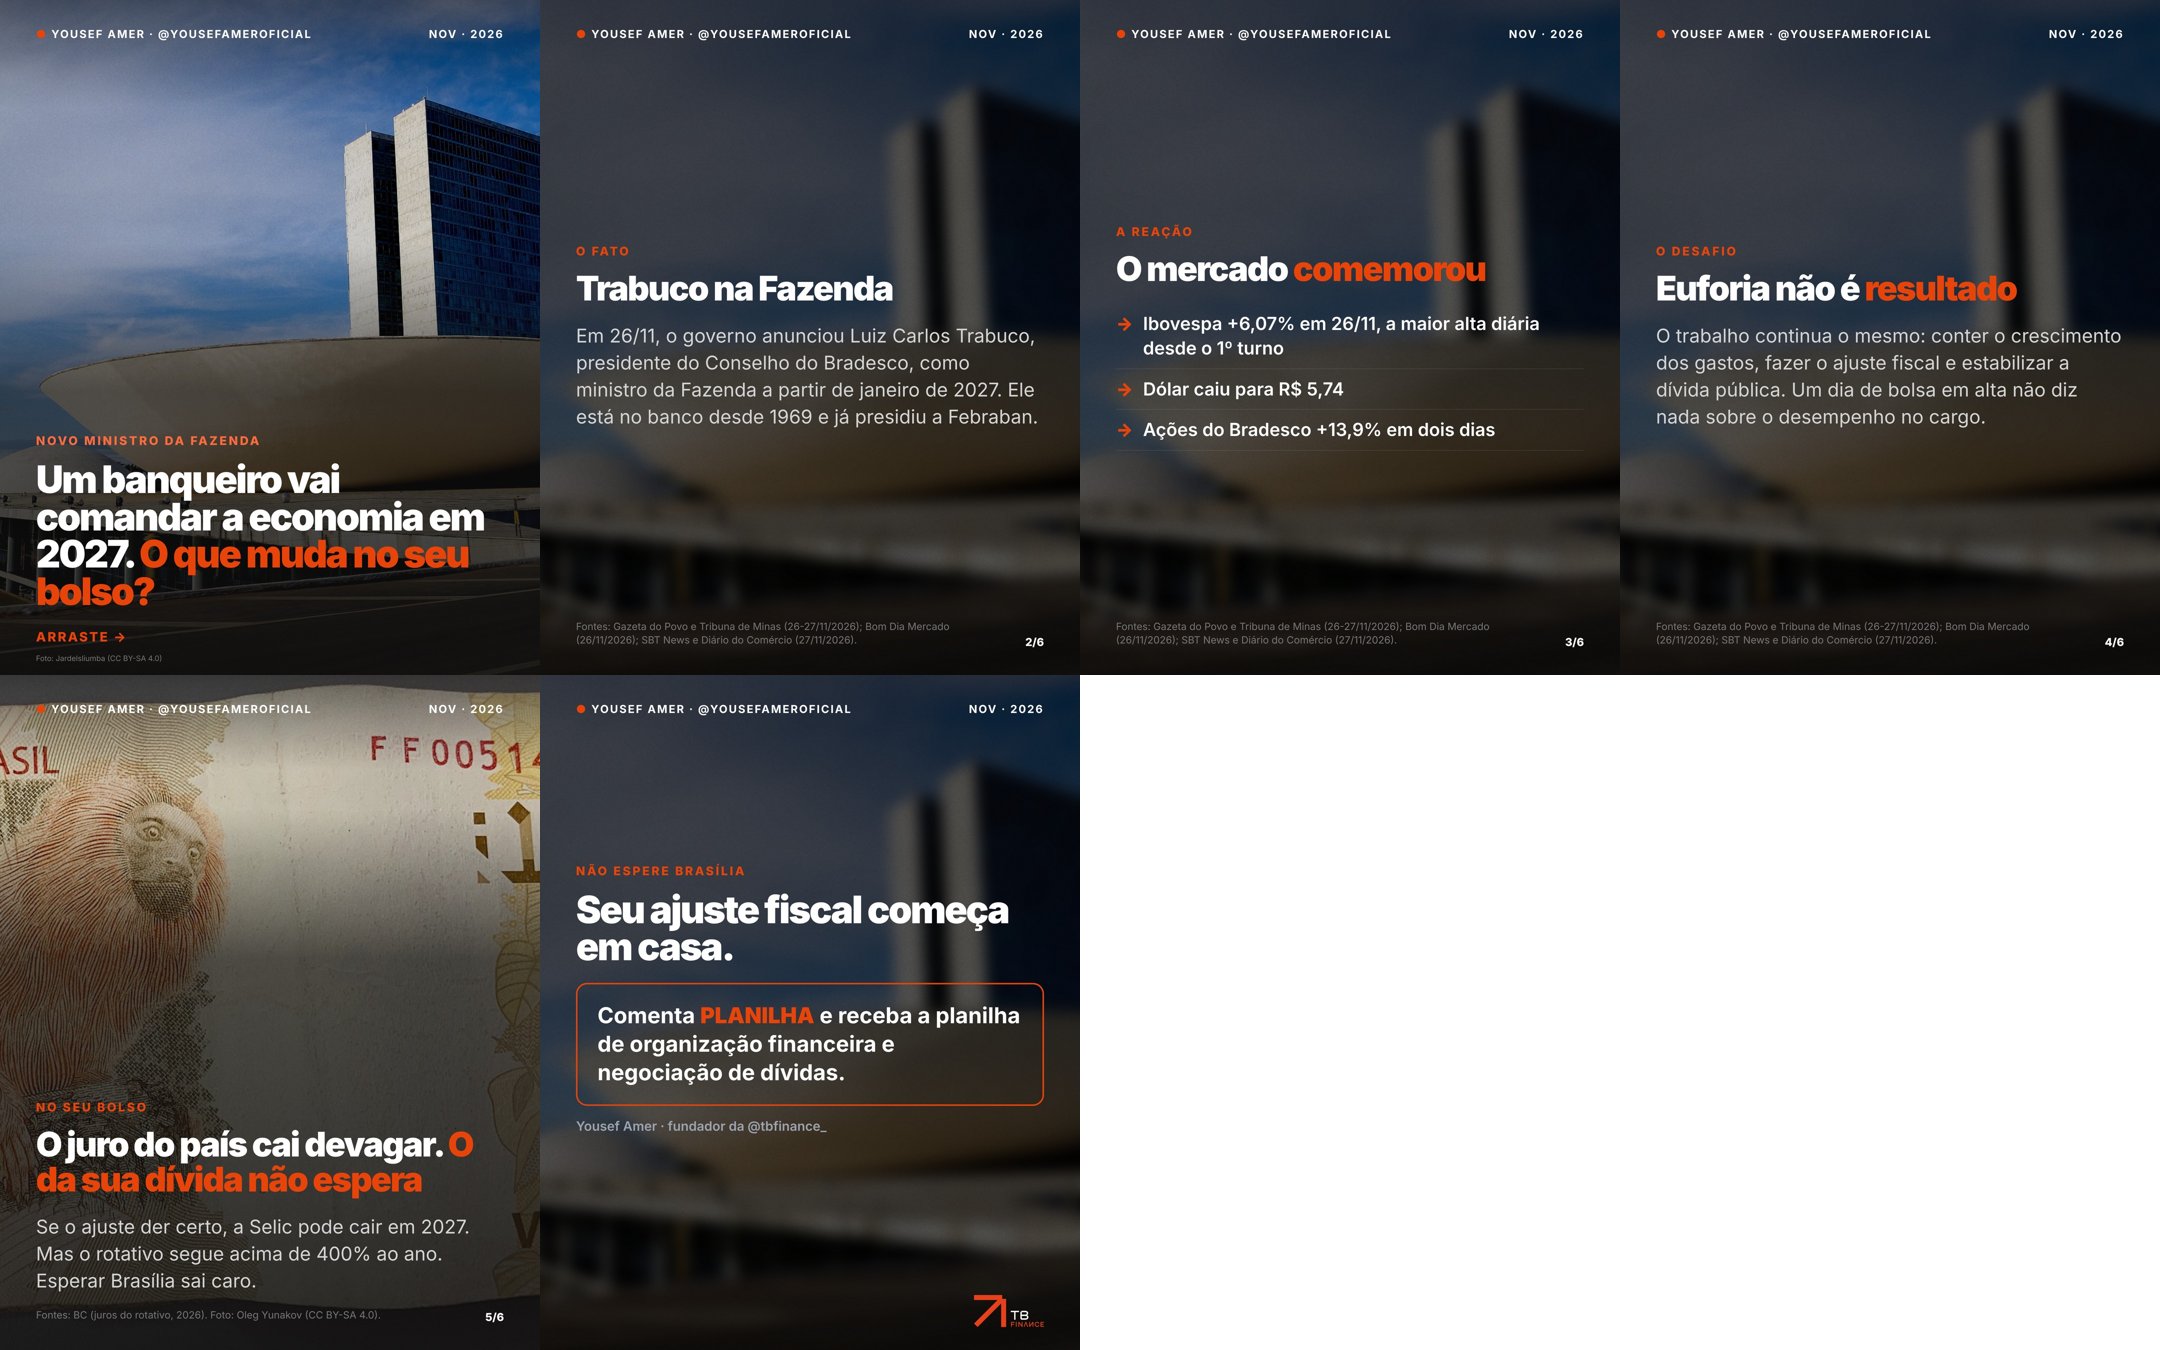 YOUSEF AMER · @YOUSEFAMEROFICIAL
NOV · 2026
NOVO MINISTRO DA FAZENDA
Um banqueiro vai
comandar a economia em
2027. O que muda no seu
bolso?
ARRASTE →
Foto: Jardelsliumba (CC BY-SA 4.0)
YOUSEF AMER · @YOUSEFAMEROFICIAL
NOV · 2026
O FATO
Trabuco na Fazenda
Em 26/11, o governo anunciou Luiz Carlos Trabuco,
presidente do Conselho do Bradesco, como
ministro da Fazenda a partir de janeiro de 2027. Ele
está no banco desde 1969 e já presidiu a Febraban.
Fontes: Gazeta do Povo e Tribuna de Minas (26-27/11/2026); Bom Dia Mercado
(26/11/2026); SBT News e Diário do Comércio (27/11/2026).
2/6
YOUSEF AMER · @YOUSEFAMEROFICIAL
NOV · 2026
A REAÇÃO
O mercado comemorou
→ Ibovespa +6,07% em 26/11, a maior alta diária
desde o 1º turno
→ Dólar caiu para R$ 5,74
→ Ações do Bradesco +13,9% em dois dias
Fontes: Gazeta do Povo e Tribuna de Minas (26-27/11/2026); Bom Dia Mercado
(26/11/2026); SBT News e Diário do Comércio (27/11/2026).
3/6
YOUSEF AMER · @YOUSEFAMEROFICIAL
NOV · 2026
O DESAFIO
Euforia não é resultado
O trabalho continua o mesmo: conter o crescimento
dos gastos, fazer o ajuste fiscal e estabilizar a
dívida pública. Um dia de bolsa em alta não diz
nada sobre o desempenho no cargo.
Fontes: Gazeta do Povo e Tribuna de Minas (26-27/11/2026); Bom Dia Mercado
(26/11/2026); SBT News e Diário do Comércio (27/11/2026).
4/6
YOUSEF AMER · @YOUSEFAMEROFICIAL
NOV · 2026
ASIL
FF00514
NO SEU BOLSO
O juro do país cai devagar. O
da sua dívida não espera
Se o ajuste der certo, a Selic pode cair em 2027.
Mas o rotativo segue acima de 400% ao ano.
Esperar Brasília sai caro.
Fontes: BC (juros do rotativo, 2026). Foto: Oleg Yunakov (CC BY-SA 4.0).
5/6
YOUSEF AMER · @YOUSEFAMEROFICIAL
NOV · 2026
NÃO ESPERE BRASÍLIA
Seu ajuste fiscal começa
em casa.
Comenta PLANILHA e receba a planilha
de organização financeira e
negociação de dívidas.
Yousef Amer · fundador da @tbfinance_
TB
FINANCE